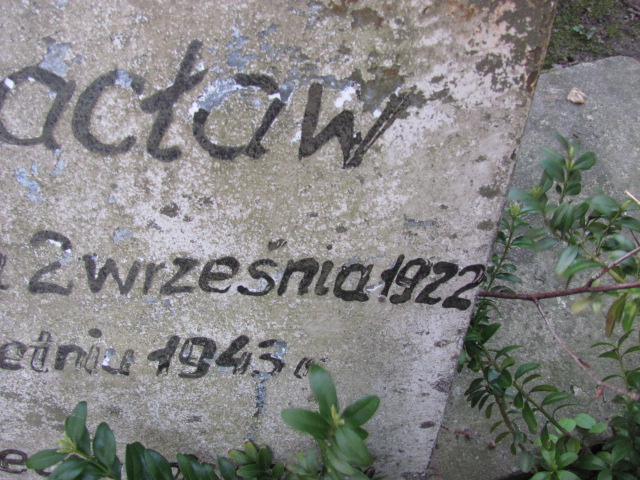 acław
2 września 1922
etniu 1943 r